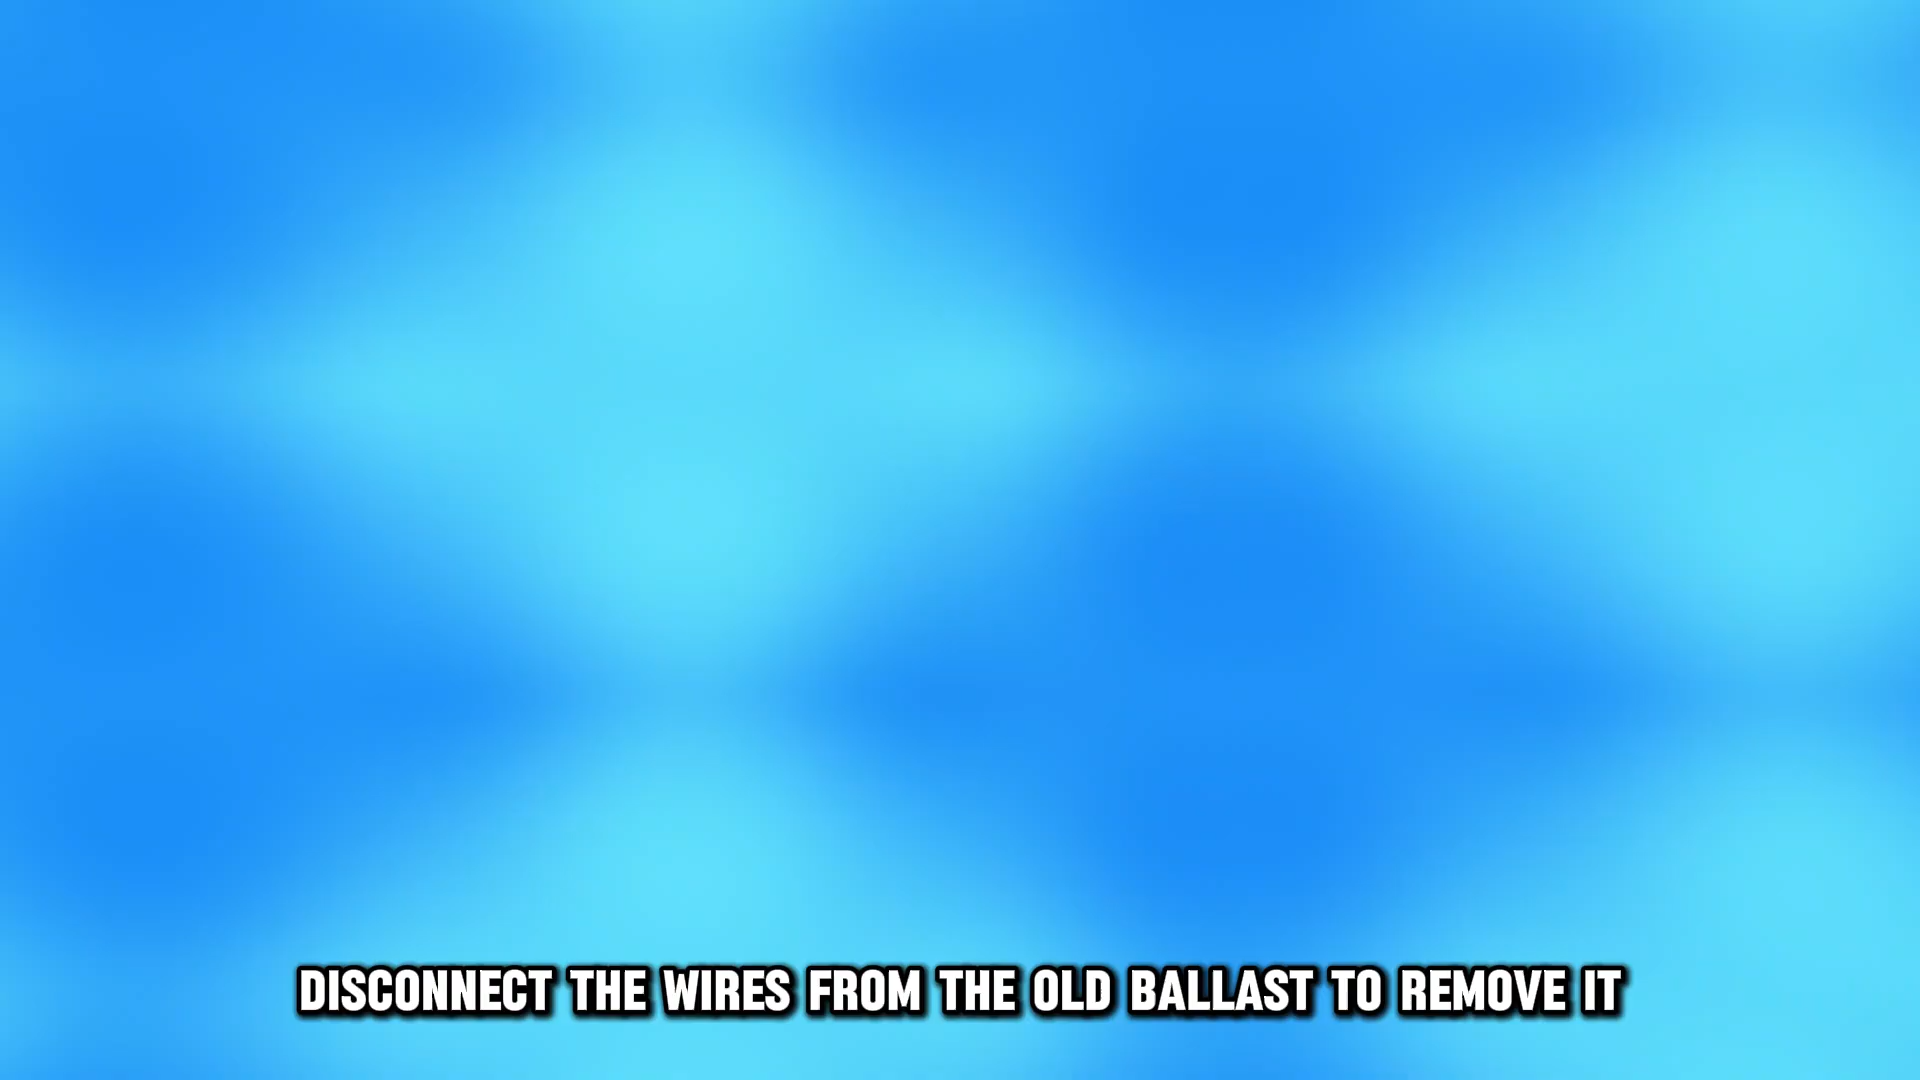 DISCONNECT THE WIRES FROM THE OLD BALLAST TO REMOVE IT